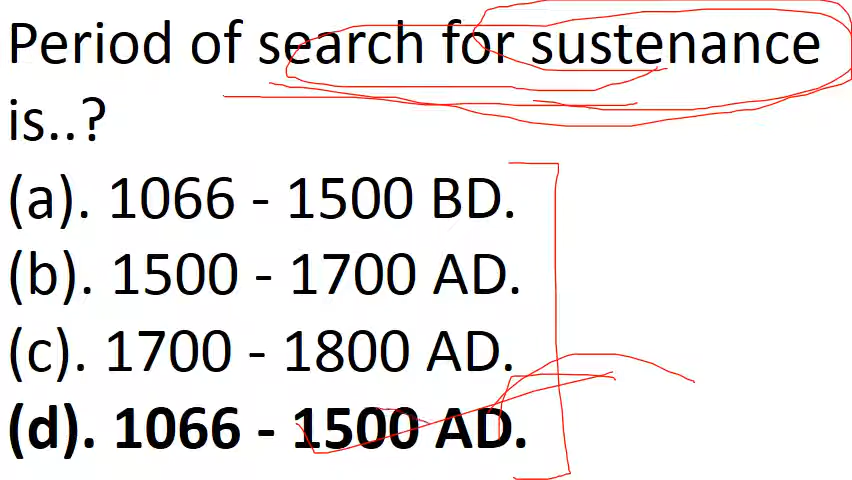 Period of search for sustenance
is..?
(a). 1066 - 1500 BD.
(b). 1500 - 1700 AD.
(c). 1700 - 1800 AD.
(d). 1066 - 1500 AD.